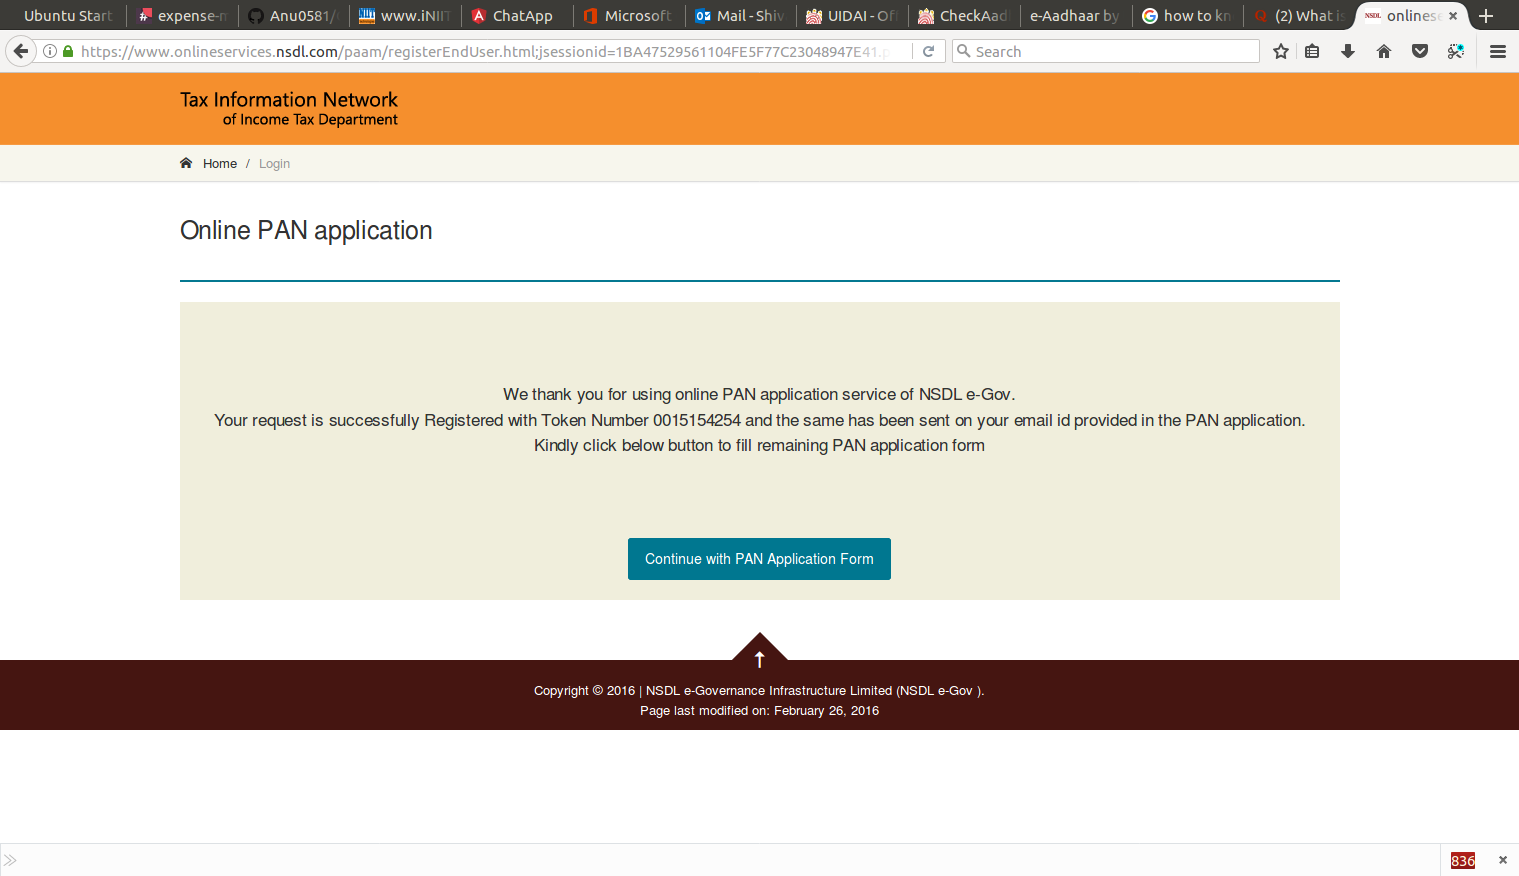 Ubuntu Start
expense-m
Anu0581/
www.iNIIT
ChatApp
Microsoft
Mail - Shiv
UIDAI - Of
CheckAad
e-Aadhaar by
how to kn
(2) What is
NSDL onlinese
https://www.onlineservices.nsdl.com/paam/registerEndUser.html;jsessionid=1BA47529561104FE5F77C23048947E41.p
Search
Tax Information Network
of Income Tax Department
Home / Login
Online PAN application
We thank you for using online PAN application service of NSDL e-Gov.
Your request is successfully Registered with Token Number 0015154254 and the same has been sent on your email id provided in the PAN application.
Kindly click below button to fill remaining PAN application form
Continue with PAN Application Form
Copyright © 2016 | NSDL e-Governance Infrastructure Limited (NSDL e-Gov ).
Page last modified on: February 26, 2016
836